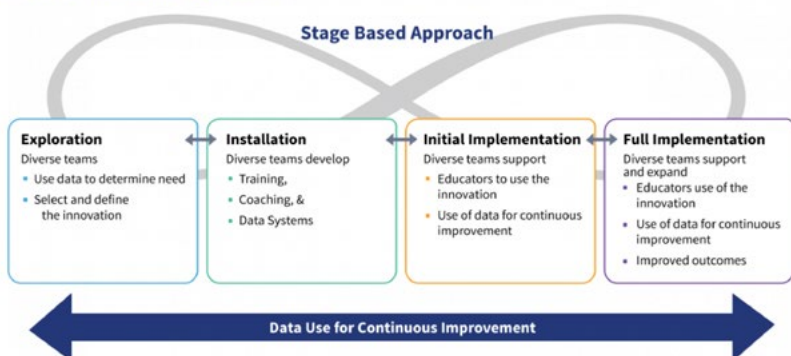 Stage Based Approach
Exploration
Diverse teams
• Use data to determine need
• Select and define
the innovation
Installation
Diverse teams develop
• Training,
• Coaching, &
• Data Systems
Initial Implementation
Diverse teams support
• Educators to use the
innovation
• Use of data for continuous
improvement
Full Implementation
Diverse teams support
and expand
• Educators use of the
innovation
• Use of data for continuous
improvement
• Improved outcomes
Data Use for Continuous Improvement